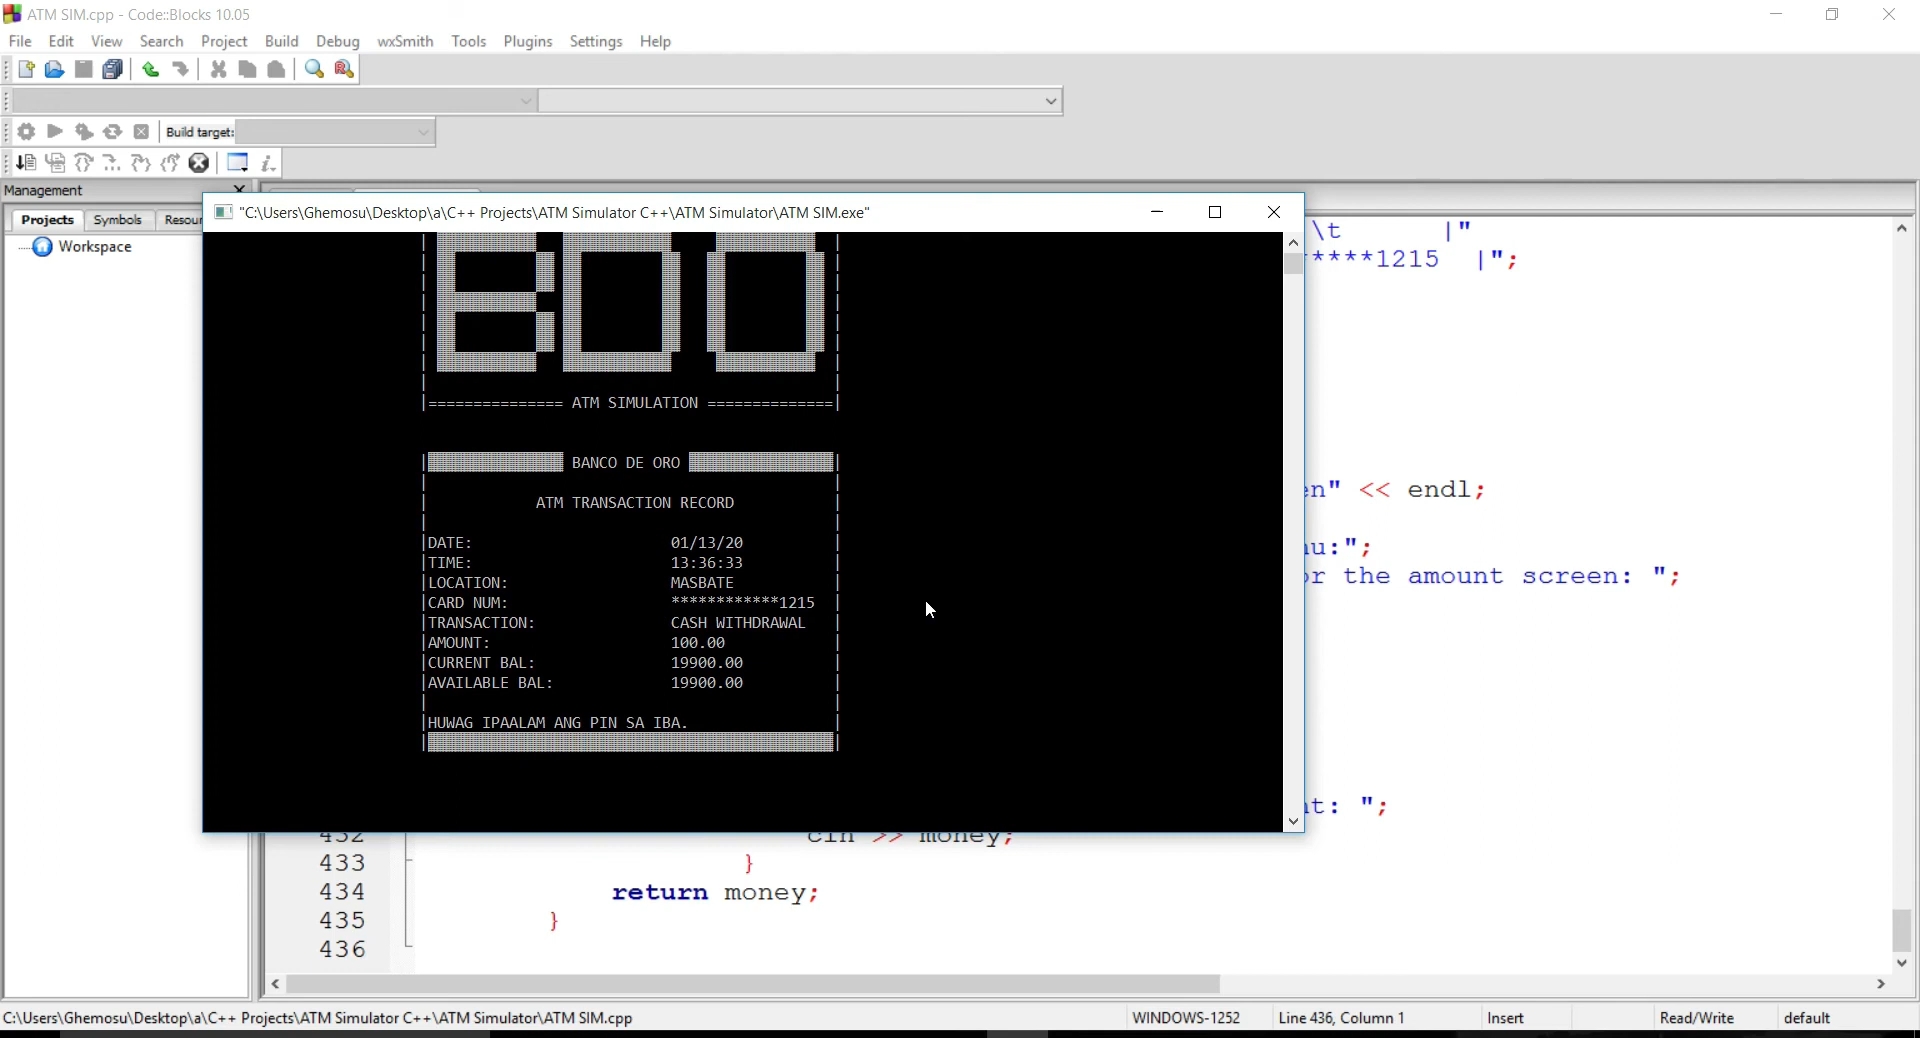 ATM SIM.cpp - Code::Blocks 10.05
File Edit View Search Project Build Debug wxSmith Tools Plugins Settings Help
Build target:
Management
Projects Symbols
Workspace
"C:\Users\Ghemosu\Desktop\a\C++ Projects\ATM Simulator C++\ATM Simulator\ATM SIM.exe"
BDO
|=============== ATM SIMULATION ==============|
BANCO DE ORO
ATM TRANSACTION RECORD
|DATE: 01/13/20 |
|TIME: 13:36:33 |
|LOCATION: MASBATE |
|CARD NUM: ************1215 |
|TRANSACTION: CASH WITHDRAWAL |
|AMOUNT: 100.00 |
|CURRENT BAL: 19900.00 |
|AVAILABLE BAL: 19900.00 |
|HUWAG IPAALAM ANG PIN SA IBA. |
\t |"
****1215 |";
n" << endl;
u:";
r the amount screen: ";
t: ";
432 cin >> money;
433 }
434 return money;
435 }
436
C:\Users\Ghemosu\Desktop\a\C++ Projects\ATM Simulator C++\ATM Simulator\ATM SIM.cpp WINDOWS-1252 Line 436, Column 1 Insert Read/Write default